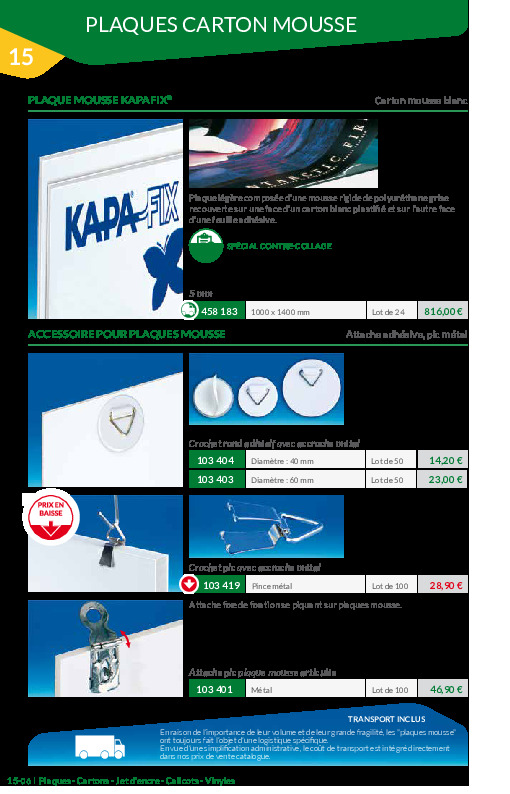 PLAQUES CARTON MOUSSE
15
PLAQUE MOUSSE KAPAFIX®
Carton mousse blanc
KAPA-FIX
Plaque légère composée d'une mousse rigide de polyuréthane grise
recouverte sur une face d'un carton blanc plastifié et sur l'autre face
d'une feuille adhésive.
SPÉCIAL CONTRE-COLLAGE
5 mm
458 183 1000 x 1400 mm Lot de 24 816,00 €
ACCESSOIRE POUR PLAQUES MOUSSE
Attache adhésive, pic métal
Crochet rond adhésif avec accroche métal
103 404 Diamètre : 40 mm Lot de 50 14,20 €
103 403 Diamètre : 60 mm Lot de 50 23,00 €
PRIX EN
BAISSE
Crochet pic avec accroche métal
103 419 Pince métal Lot de 100 28,90 €
Attache fixe de fixation se piquant sur plaques mousse.
Attache pic plaque mousse articulée
103 401 Métal Lot de 100 46,90 €
TRANSPORT INCLUS
En raison de l'importance de leur volume et de leur grande fragilité, les "plaques mousse"
ont toujours fait l'objet d'une logistique spécifique.
En vue d'une simplification administrative, le coût de transport est intégré directement
dans nos prix de vente catalogue.
15-06 | Plaques - Cartons - Jet d'encre - Calicots - Vinyles